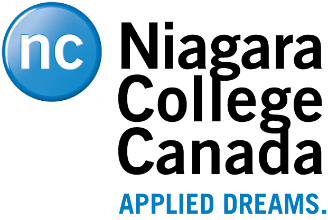 nc
Niagara
College
Canada
APPLIED DREAMS.